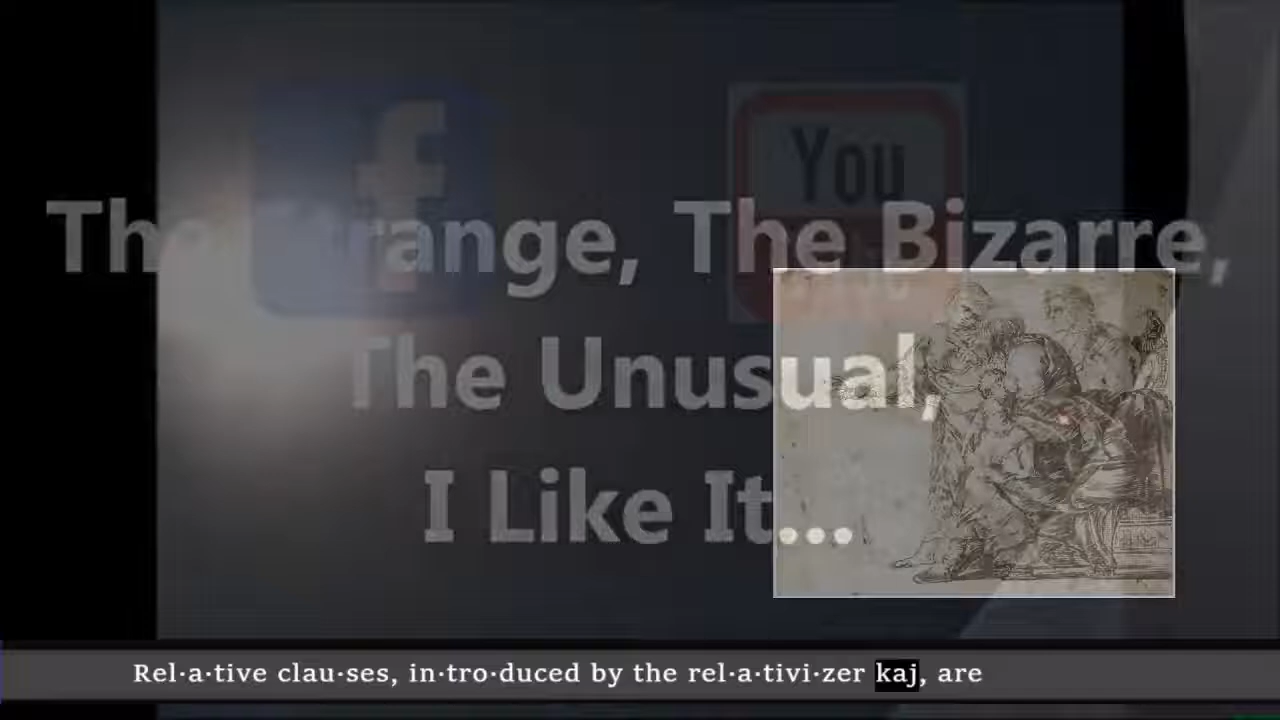 f
You
The Strange, The Bizarre,
The Unusual,
I Like It...
Rel·a·tive clau·ses, in·tro·duced by the rel·a·tivi·zer kaj, are